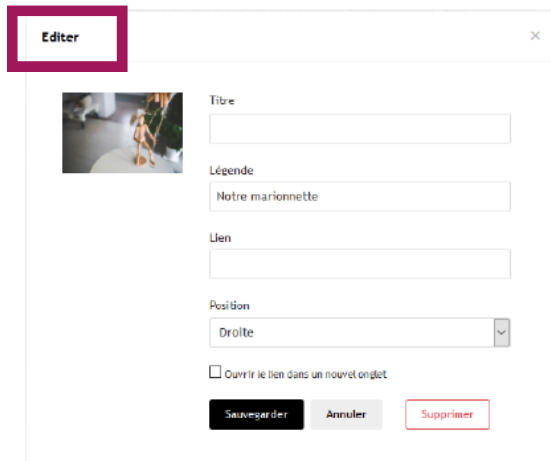 Editer
×
Titre
Légende
Notre marionnette
Lien
Position
Droite
Ouvrir le lien dans un nouvel onglet
Sauvegarder Annuler Supprimer